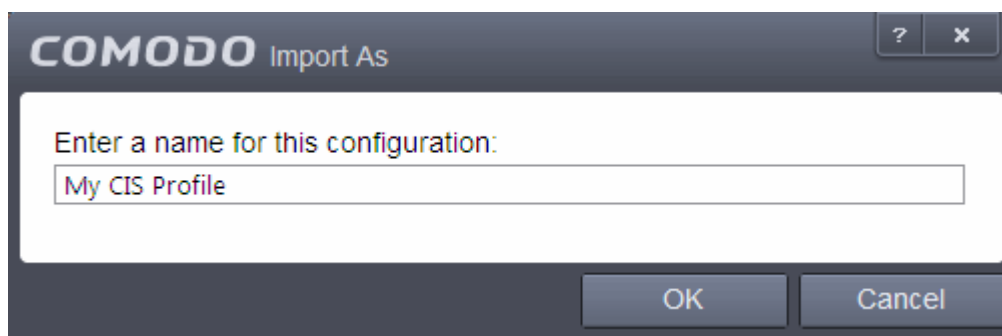 COMODO Import As
? x
Enter a name for this configuration:
My CIS Profile
OK Cancel